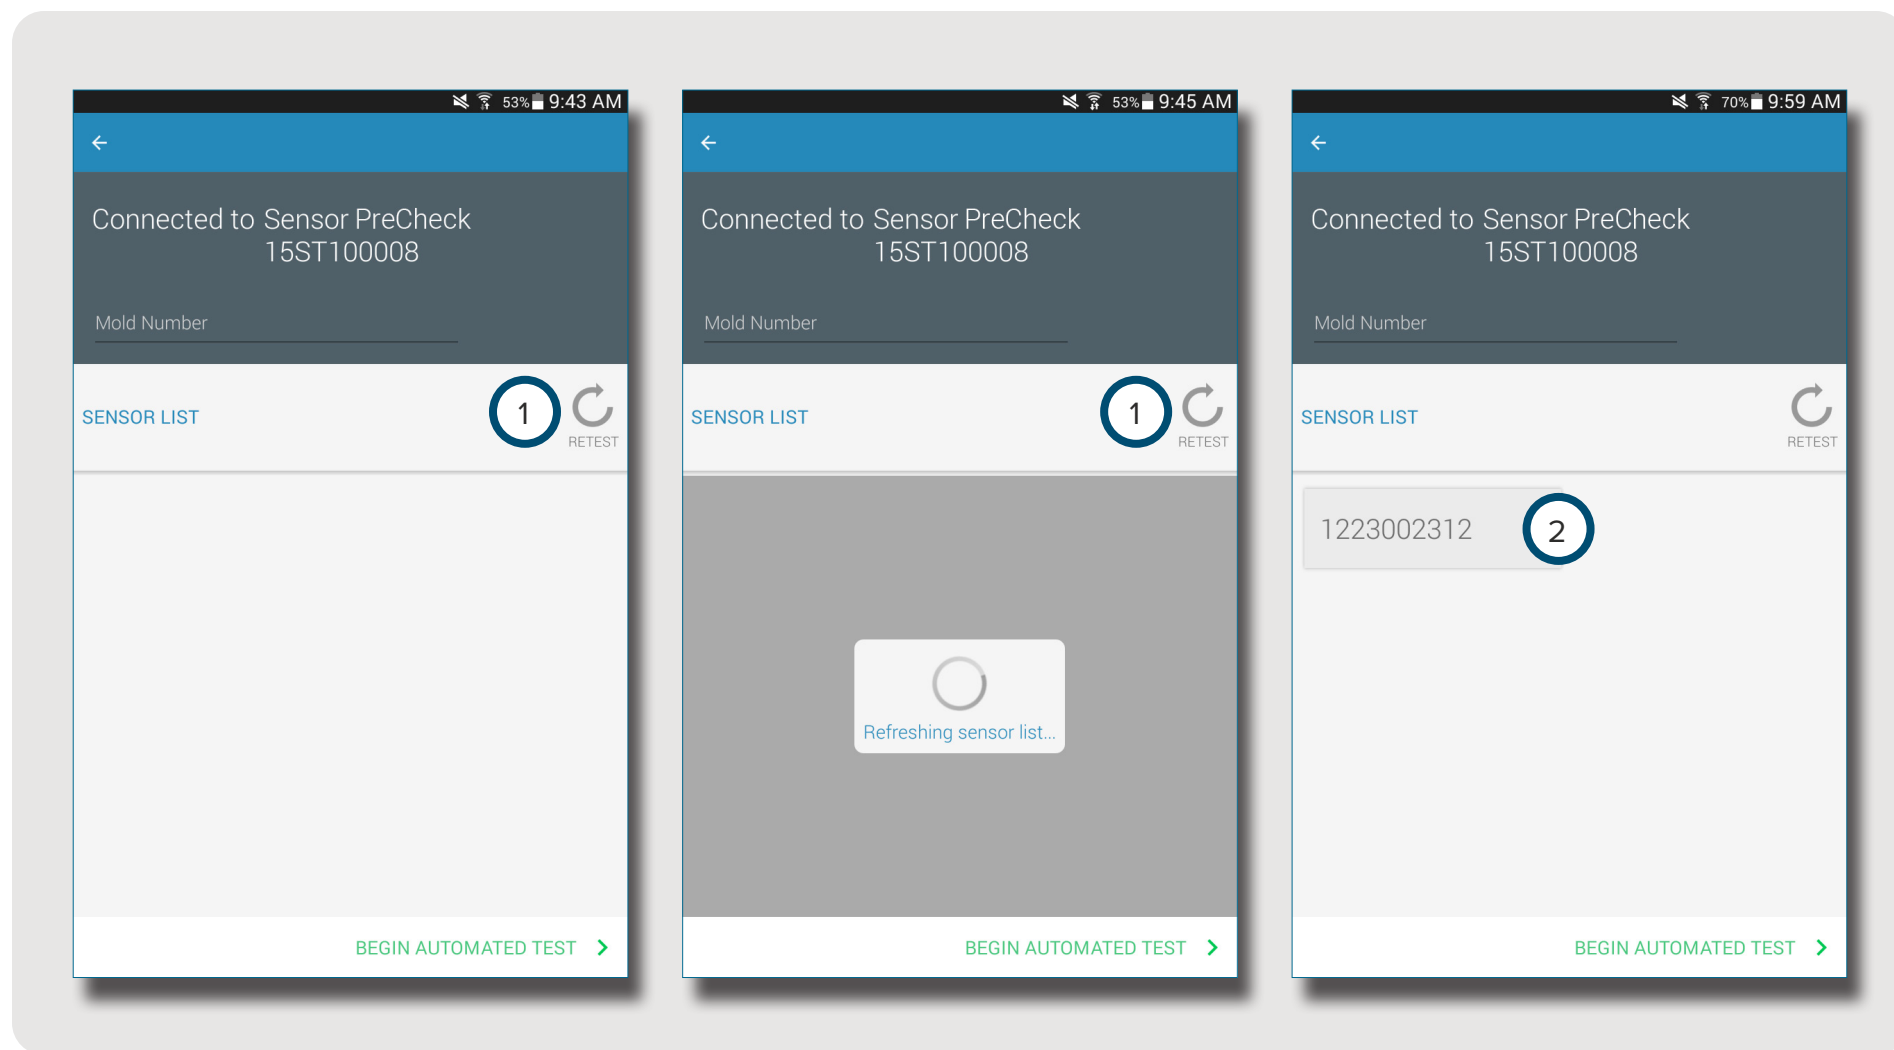 53% 9:43 AM
Connected to Sensor PreCheck
15ST100008
Mold Number
SENSOR LIST
1
RETEST
BEGIN AUTOMATED TEST
53% 9:45 AM
Connected to Sensor PreCheck
15ST100008
Mold Number
SENSOR LIST
1
RETEST
Refreshing sensor list...
BEGIN AUTOMATED TEST
70% 9:59 AM
Connected to Sensor PreCheck
15ST100008
Mold Number
SENSOR LIST
RETEST
1223002312
2
BEGIN AUTOMATED TEST